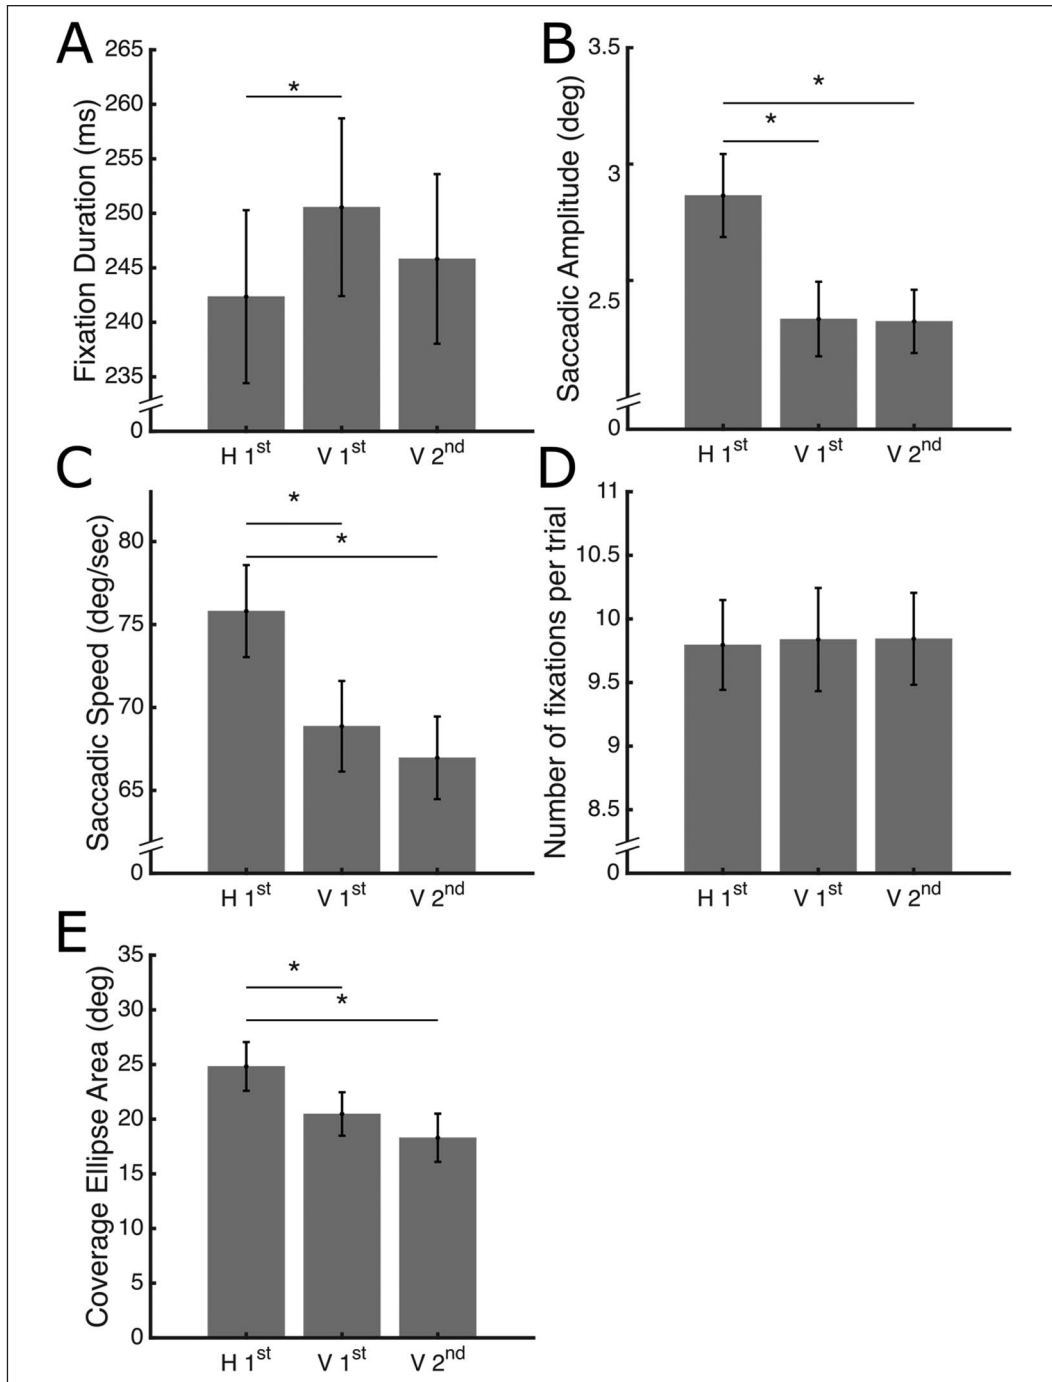 A
Fixation Duration (ms)
265
260
255
250
245
240
235
0
*
H 1st
V 1st
V 2nd
B
Saccadic Amplitude (deg)
3.5
3
2.5
0
*
*
H 1st
V 1st
V 2nd
C
Saccadic Speed (deg/sec)
80
75
70
65
0
*
*
H 1st
V 1st
V 2nd
D
Number of fixations per trial
11
10.5
10
9.5
9
8.5
0
H 1st
V 1st
V 2nd
E
Coverage Ellipse Area (deg)
35
30
25
20
15
10
5
0
*
*
H 1st
V 1st
V 2nd